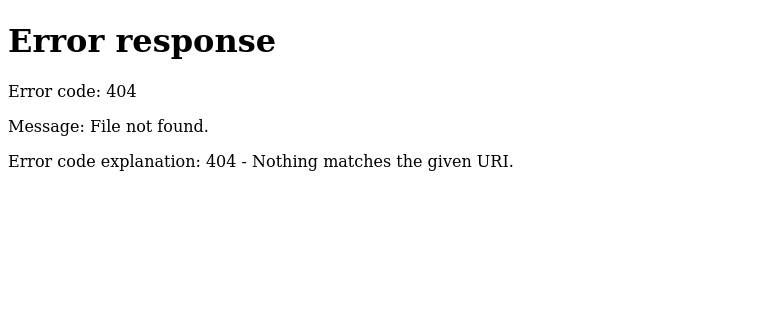 Error response
Error code: 404
Message: File not found.
Error code explanation: 404 - Nothing matches the given URI.